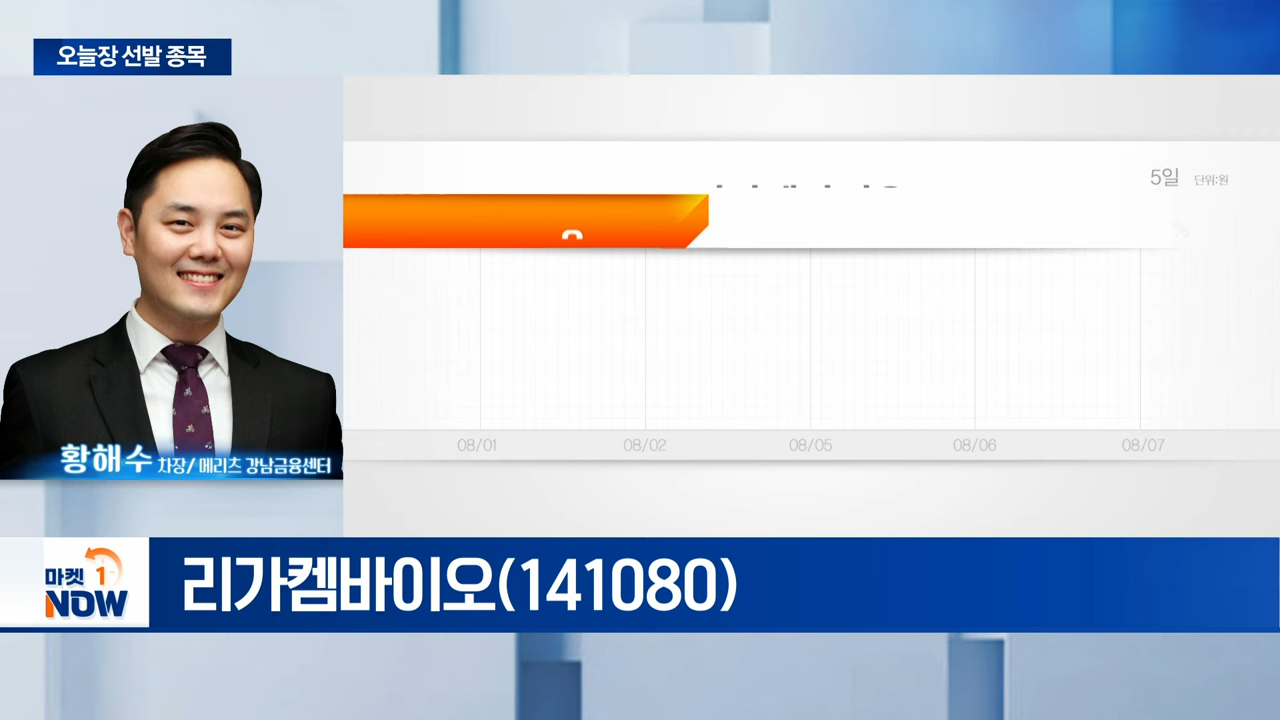 오늘장 선발 종목
5일 단위:원
%
08/01 08/02 08/05 08/06 08/07
황해수 차장/ 메리츠 강남금융센터
마켓 1
NOW
리가켐바이오(141080)